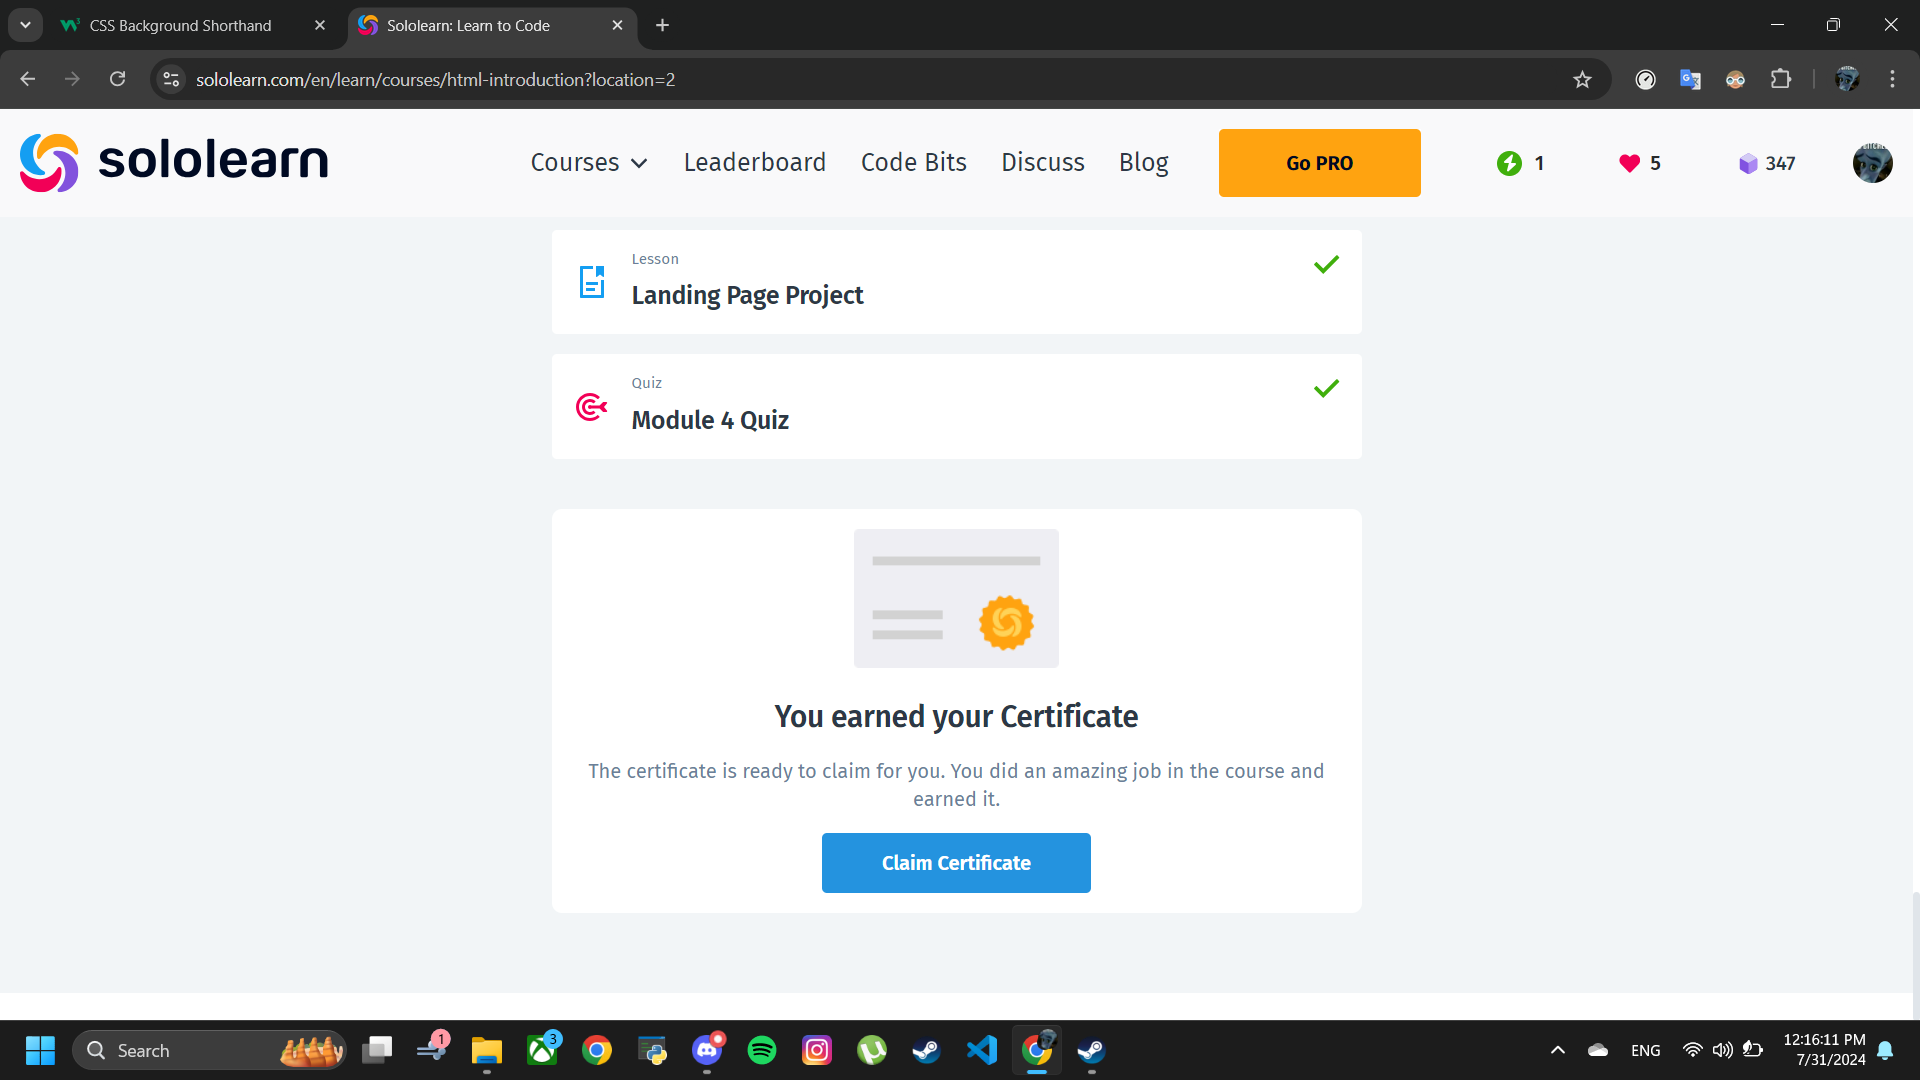 CSS Background Shorthand
Sololearn: Learn to Code
sololearn.com/en/learn/courses/html-introduction?location=2
sololearn
Courses
Leaderboard
Code Bits
Discuss
Blog
Go PRO
1
5
347
Lesson
Landing Page Project
Quiz
Module 4 Quiz
You earned your Certificate
The certificate is ready to claim for you. You did an amazing job in the course and
earned it.
Claim Certificate
Search
1
3
ENG
12:16:11 PM
7/31/2024